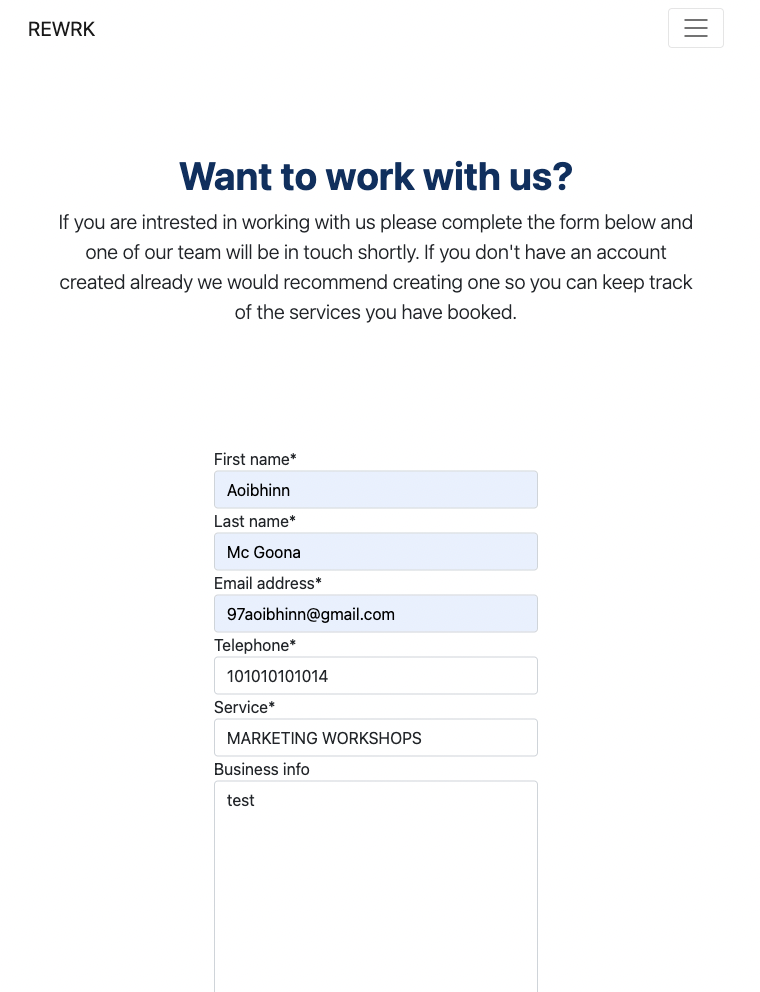 REWRK
Want to work with us?
If you are intrested in working with us please complete the form below and
one of our team will be in touch shortly. If you don't have an account
created already we would recommend creating one so you can keep track
of the services you have booked.
First name*
Aoibhinn
Last name*
Mc Goona
Email address*
97aoibhinn@gmail.com
Telephone*
101010101014
Service*
MARKETING WORKSHOPS
Business info
test